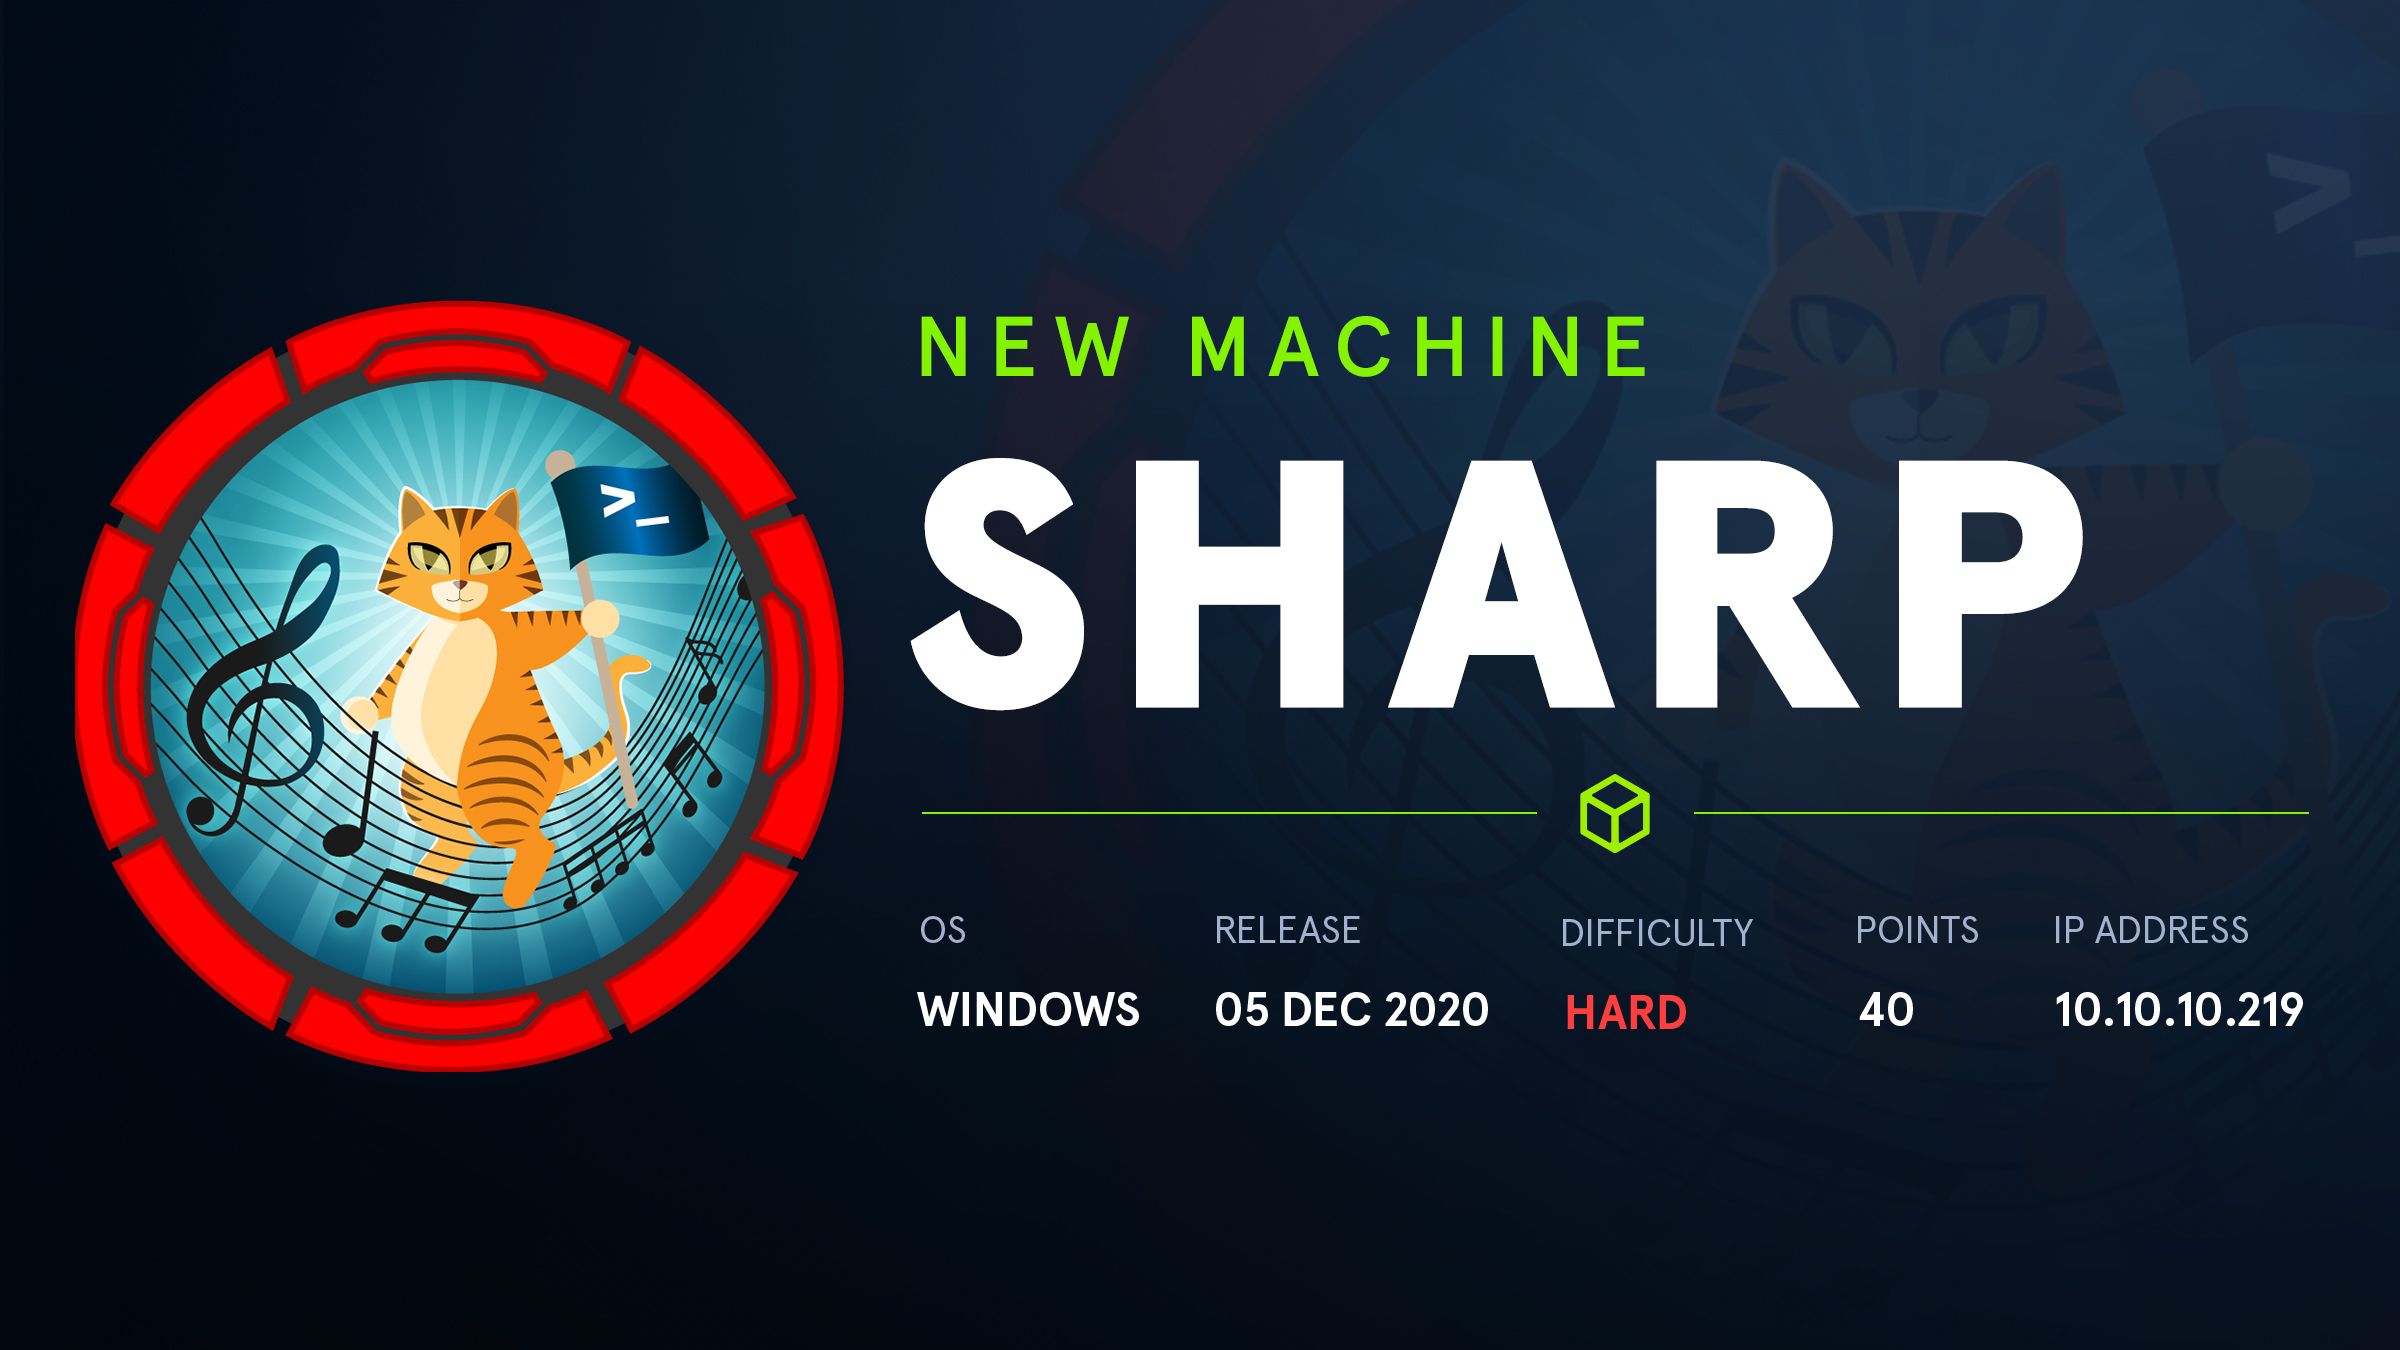 NEW MACHINE
SHARP
OS RELEASE DIFFICULTY POINTS IP ADDRESS
WINDOWS 05 DEC 2020 HARD 40 10.10.10.219
>_